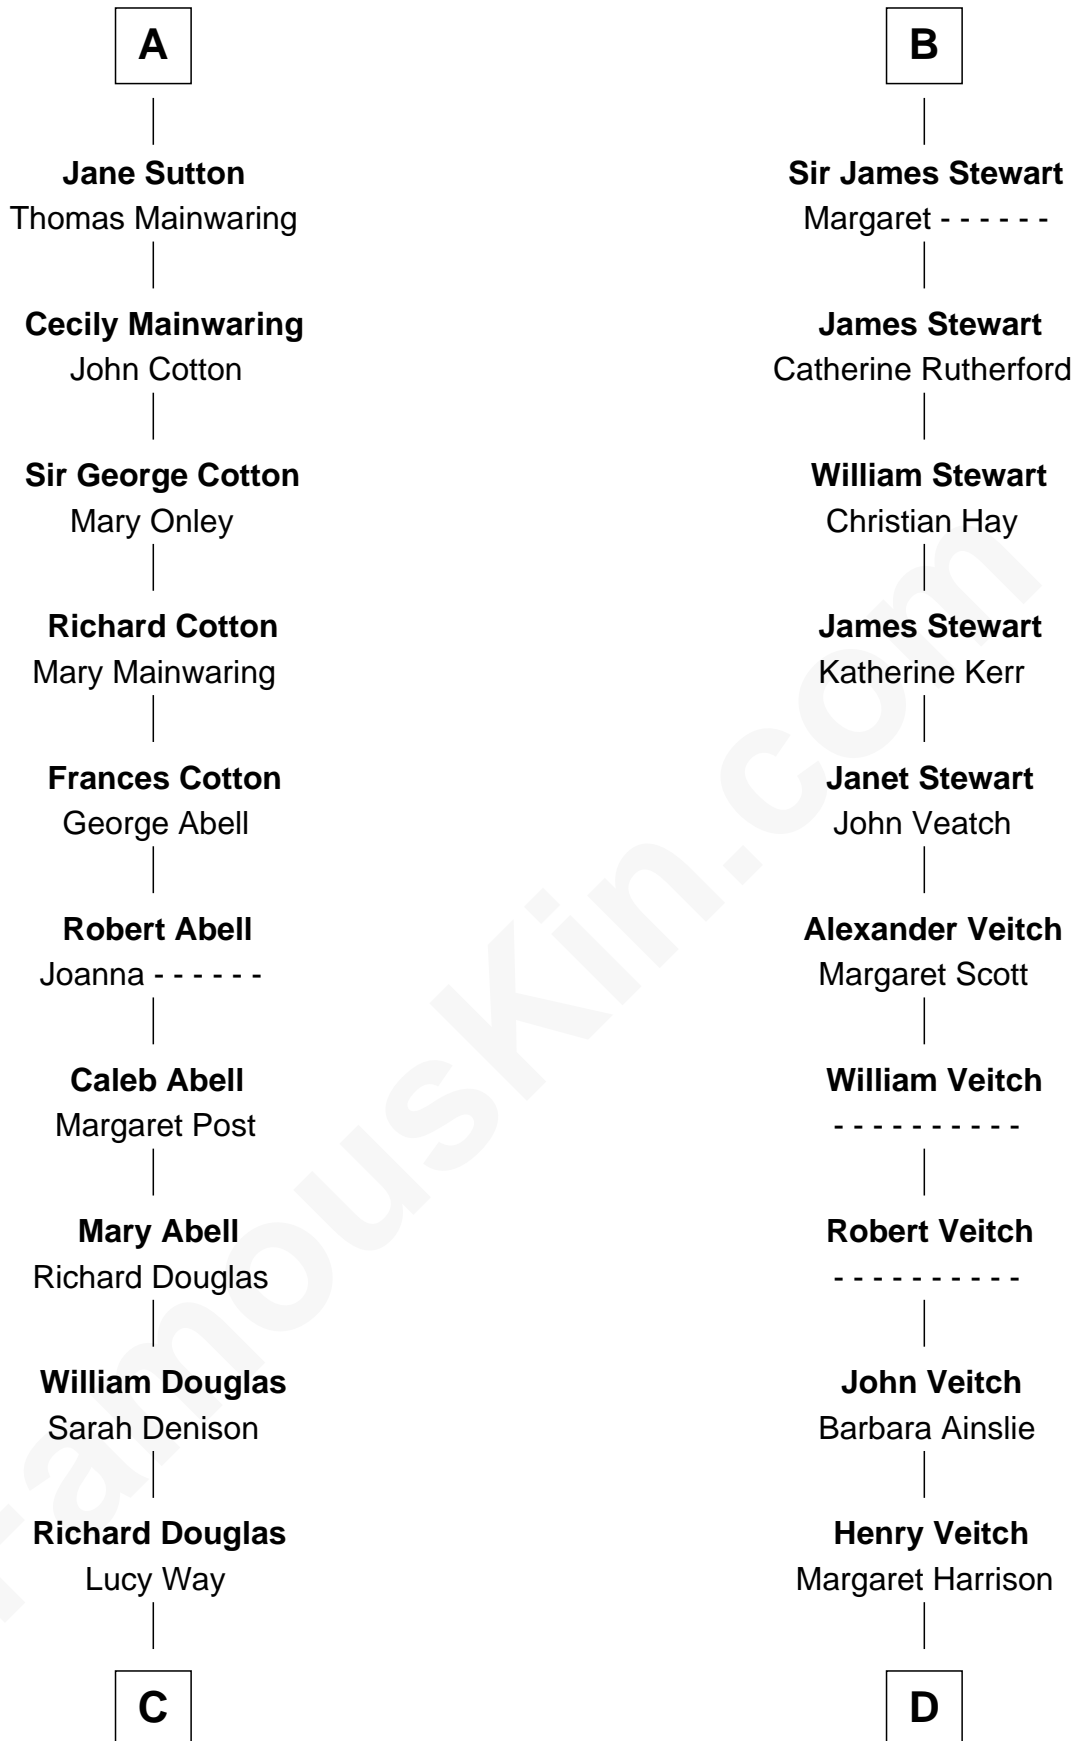 A
Jane Sutton
Thomas Mainwaring
Cecily Mainwaring
John Cotton
Sir George Cotton
Mary Onley
Richard Cotton
Mary Mainwaring
Frances Cotton
George Abell
Robert Abell
Joanna - - - - - -
Caleb Abell
Margaret Post
Mary Abell
Richard Douglas
William Douglas
Sarah Denison
Richard Douglas
Lucy Way
C
B
Sir James Stewart
Margaret - - - - - -
James Stewart
Catherine Rutherford
William Stewart
Christian Hay
James Stewart
Katherine Kerr
Janet Stewart
John Veatch
Alexander Veitch
Margaret Scott
William Veitch
- - - - - - - - - -
Robert Veitch
- - - - - - - - - -
John Veitch
Barbara Ainslie
Henry Veitch
Margaret Harrison
D
FamousKin.com